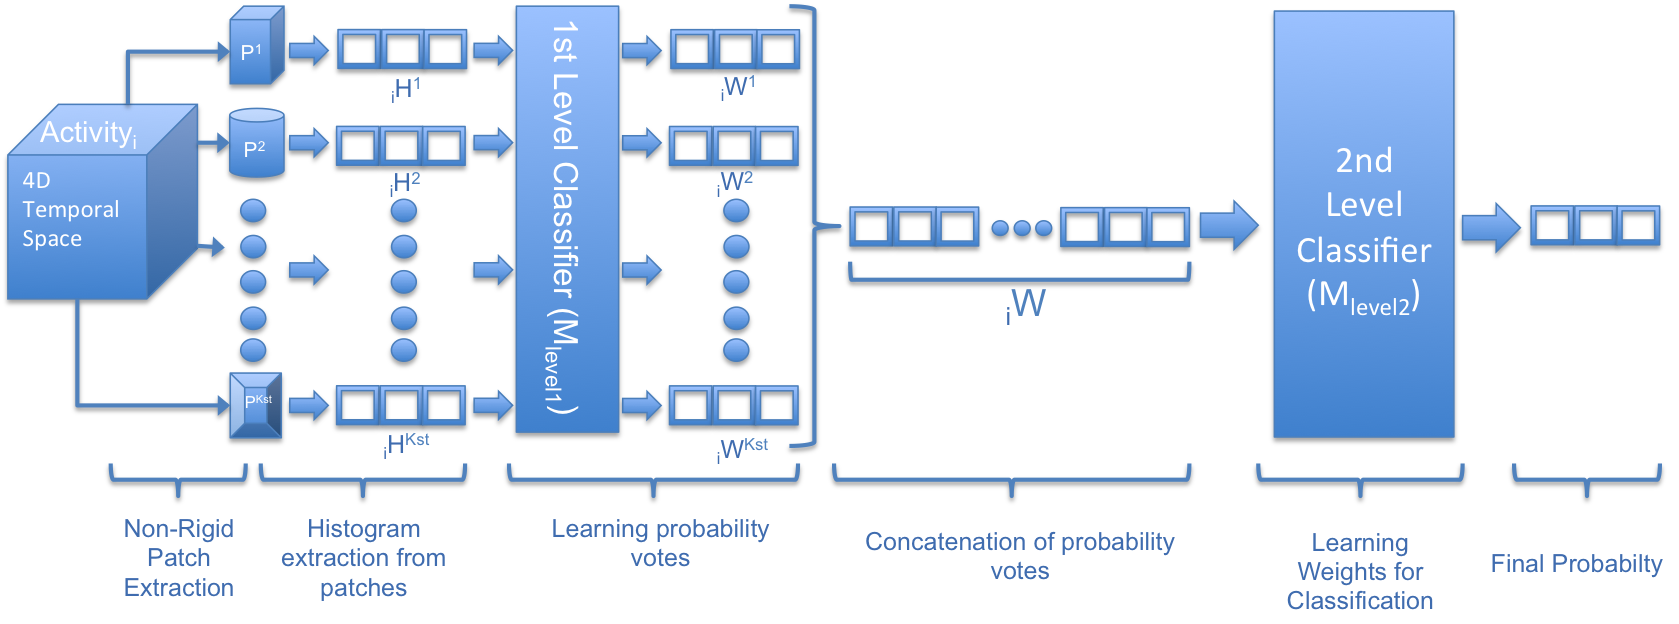 Activityi
4D
Temporal
Space
P1
P2
PKst
iH1
iH2
iHKst
1st Level Classifier (Mlevel1)
iW1
iW2
iWKst
iW
2nd
Level
Classifier
(Mlevel2)
Non-Rigid
Patch
Extraction
Histogram
extraction from
patches
Learning probability
votes
Concatenation of probability
votes
Learning
Weights for
Classification
Final Probabilty